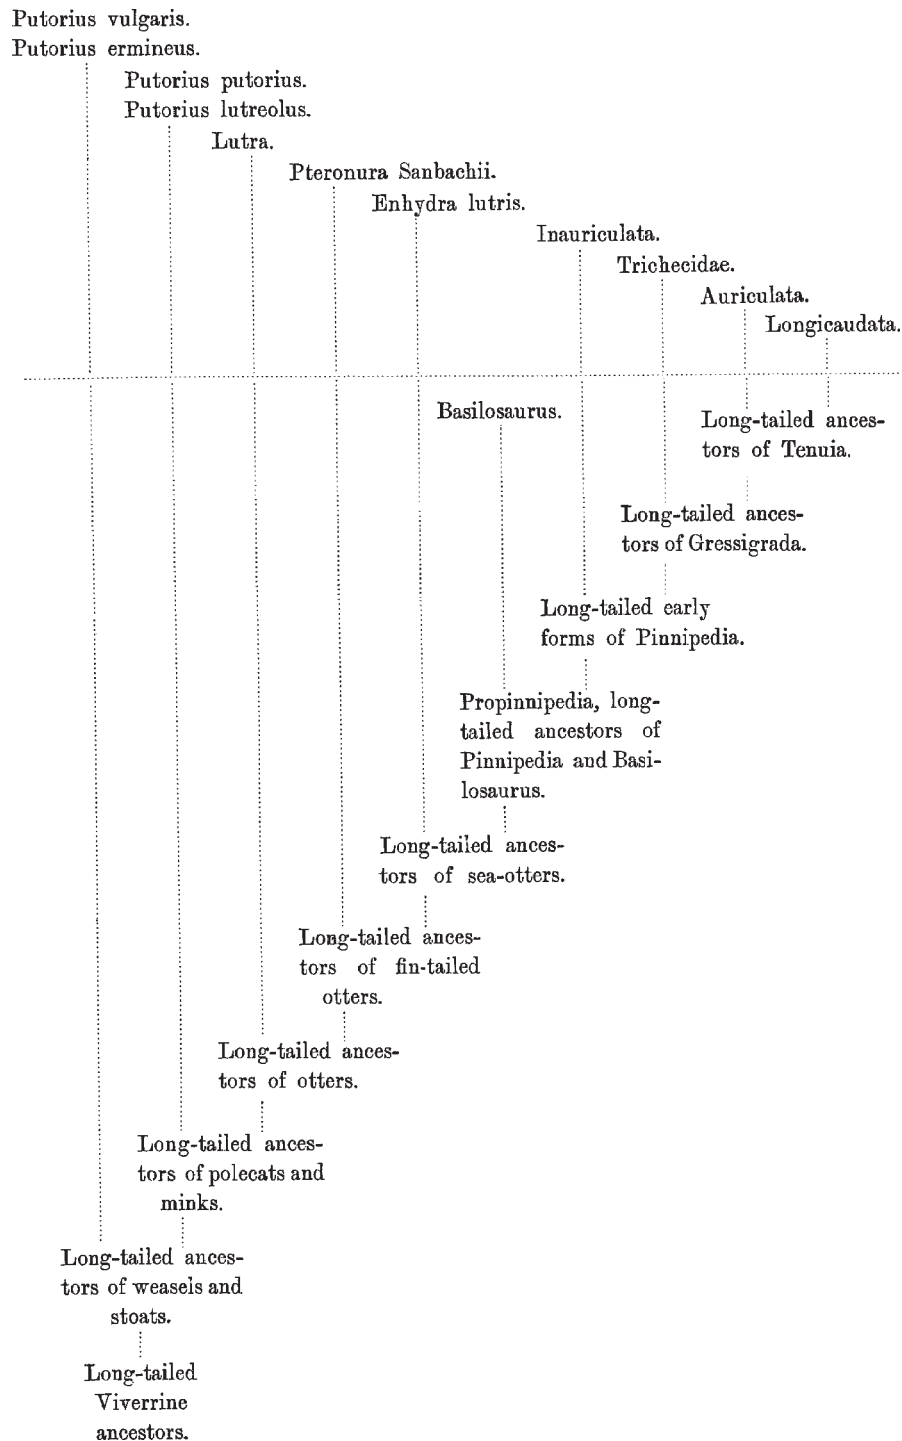 Putorius vulgaris.
Putorius ermineus.
Putorius putorius.
Putorius lutreolus.
Lutra.
Pteronura Sanbachii.
Enhydra lutris.
Inauriculata.
Trichecidae.
Auriculata.
Longicaudata.
Basilosaurus.
Long-tailed ances-
tors of Tenuia.
Long-tailed ances-
tors of Gressigrada.
Long-tailed early
forms of Pinnipedia.
Propinnipedia, long-
tailed ancestors of
Pinnipedia and Basi-
losaurus.
Long-tailed ances-
tors of sea-otters.
Long-tailed ances-
tors of fin-tailed
otters.
Long-tailed ances-
tors of otters.
Long-tailed ances-
tors of polecats and
minks.
Long-tailed ances-
tors of weasels and
stoats.
Long-tailed
Viverrine
ancestors.